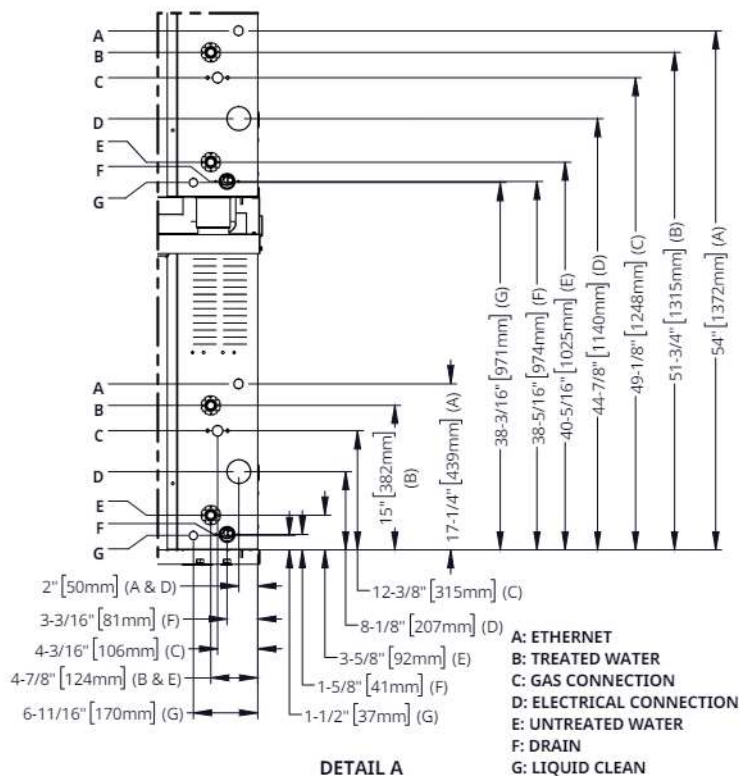 A
B
C
D
E
F
G
38-3/16" [971mm] (G)
38-5/16" [974mm] (F)
40-5/16" [1025mm] (E)
44-7/8" [1140mm] (D)
49-1/8" [1248mm] (C)
51-3/4" [1315mm] (B)
54" [1372mm] (A)
A
B
C
D
E
F
G
15" [382mm]
(B)
17-1/4" [439mm] (A)
2" [50mm] (A & D)
3-3/16" [81mm] (F)
4-3/16" [106mm] (C)
4-7/8" [124mm] (B & E)
6-11/16" [170mm] (G)
12-3/8" [315mm] (C)
8-1/8" [207mm] (D)
3-5/8" [92mm] (E)
1-5/8" [41mm] (F)
1-1/2" [37mm] (G)
A: ETHERNET
B: TREATED WATER
C: GAS CONNECTION
D: ELECTRICAL CONNECTION
E: UNTREATED WATER
F: DRAIN
G: LIQUID CLEAN
DETAIL A